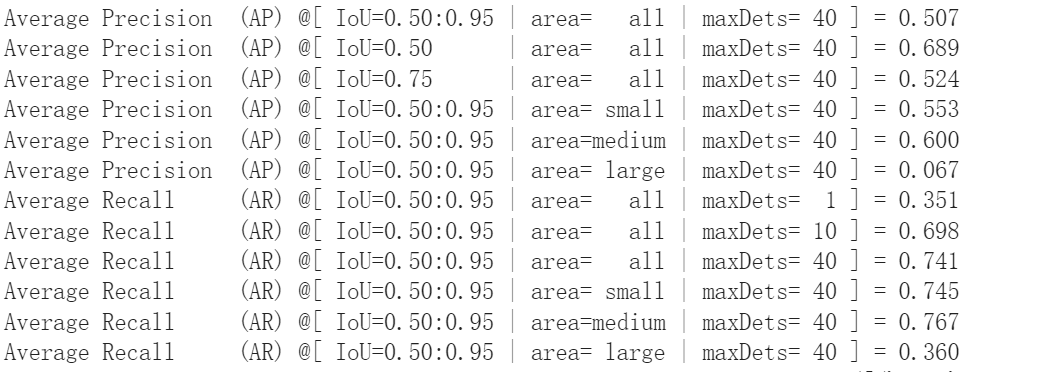 Average Precision  (AP) @[ IoU=0.50:0.95 | area=   all | maxDets= 40 ] = 0.507
Average Precision  (AP) @[ IoU=0.50      | area=   all | maxDets= 40 ] = 0.689
Average Precision  (AP) @[ IoU=0.75      | area=   all | maxDets= 40 ] = 0.524
Average Precision  (AP) @[ IoU=0.50:0.95 | area= small | maxDets= 40 ] = 0.553
Average Precision  (AP) @[ IoU=0.50:0.95 | area=medium | maxDets= 40 ] = 0.600
Average Precision  (AP) @[ IoU=0.50:0.95 | area= large | maxDets= 40 ] = 0.067
Average Recall     (AR) @[ IoU=0.50:0.95 | area=   all | maxDets=  1 ] = 0.351
Average Recall     (AR) @[ IoU=0.50:0.95 | area=   all | maxDets= 10 ] = 0.698
Average Recall     (AR) @[ IoU=0.50:0.95 | area=   all | maxDets= 40 ] = 0.741
Average Recall     (AR) @[ IoU=0.50:0.95 | area= small | maxDets= 40 ] = 0.745
Average Recall     (AR) @[ IoU=0.50:0.95 | area=medium | maxDets= 40 ] = 0.767
Average Recall     (AR) @[ IoU=0.50:0.95 | area= large | maxDets= 40 ] = 0.360